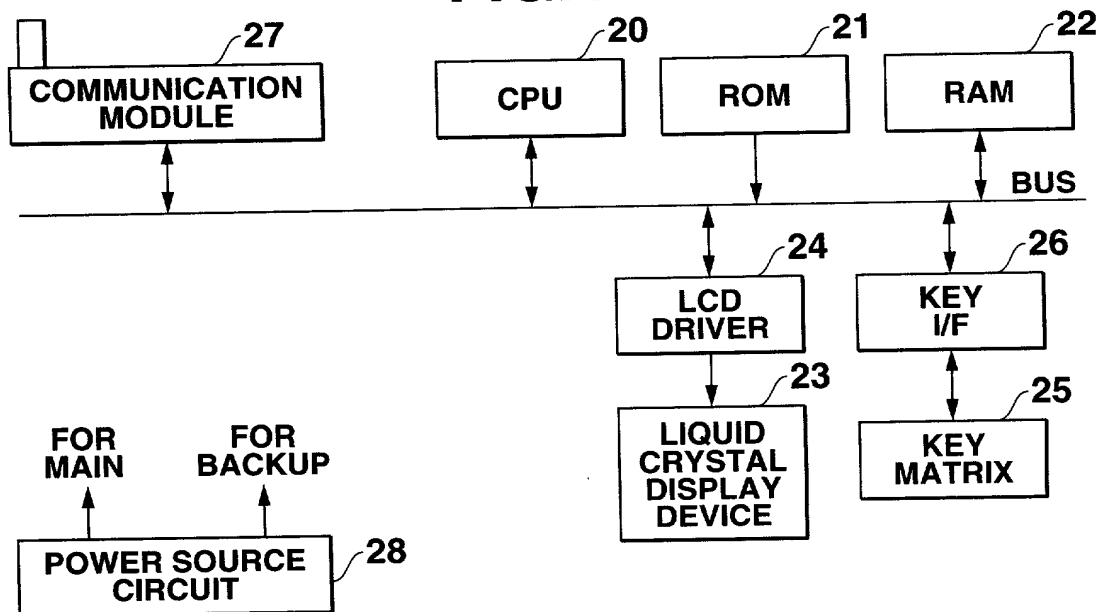 27
COMMUNICATION
MODULE
20
CPU
21
ROM
22
RAM
BUS
24
LCD
DRIVER
26
KEY
I/F
23
LIQUID
CRYSTAL
DISPLAY
DEVICE
25
KEY
MATRIX
FOR
MAIN
FOR
BACKUP
POWER SOURCE
CIRCUIT
28